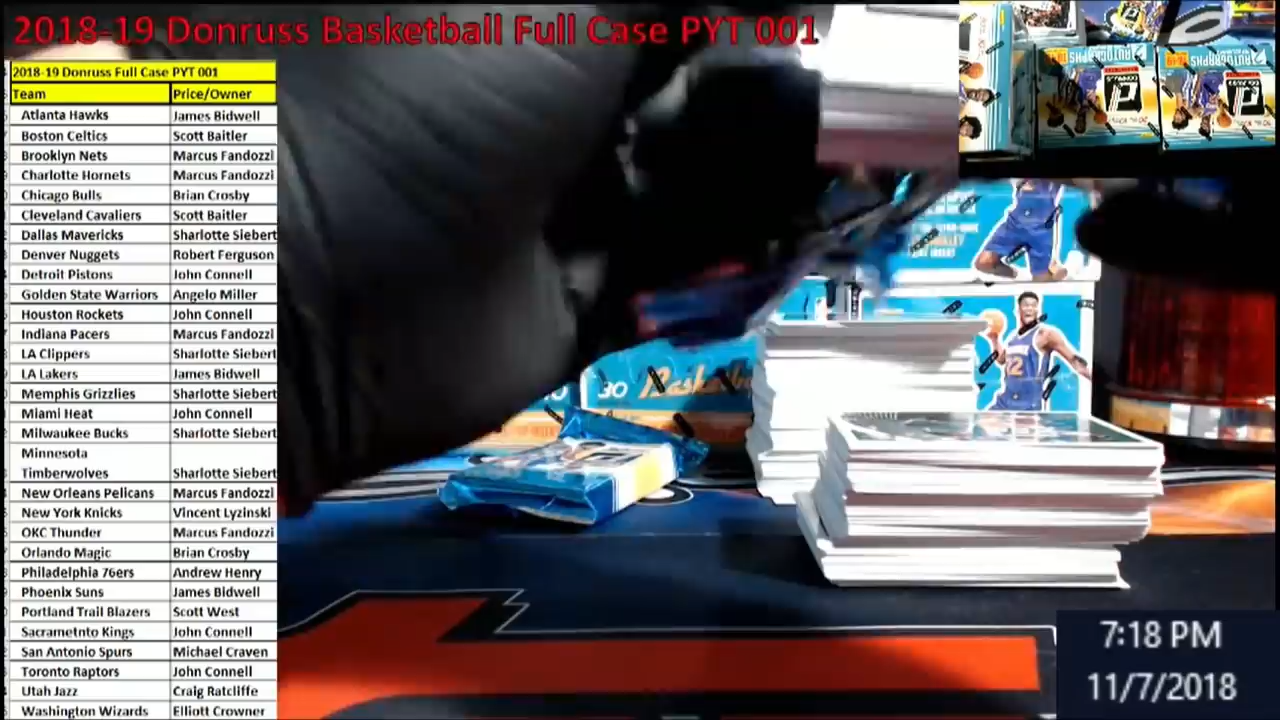 2018-19 Donruss Basketball Full Case PYT 001
2018-19 Donruss Full Case PYT 001
Team Price/Owner
Atlanta Hawks James Bidwell
Boston Celtics Scott Baitler
Brooklyn Nets Marcus Fandozzi
Charlotte Hornets Marcus Fandozzi
Chicago Bulls Brian Crosby
Cleveland Cavaliers Scott Baitler
Dallas Mavericks Sharlotte Siebert
Denver Nuggets Robert Ferguson
Detroit Pistons John Connell
Golden State Warriors Angelo Miller
Houston Rockets John Connell
Indiana Pacers Marcus Fandozzi
LA Clippers Sharlotte Siebert
LA Lakers James Bidwell
Memphis Grizzlies Sharlotte Siebert
Miami Heat John Connell
Milwaukee Bucks Sharlotte Siebert
Minnesota
Timberwolves Sharlotte Siebert
New Orleans Pelicans Marcus Fandozzi
New York Knicks Vincent Lyzinski
OKC Thunder Marcus Fandozzi
Orlando Magic Brian Crosby
Philadelphia 76ers Andrew Henry
Phoenix Suns James Bidwell
Portland Trail Blazers Scott West
Sacrametnto Kings John Connell
San Antonio Spurs Michael Craven
Toronto Raptors John Connell
Utah Jazz Craig Ratcliffe
Washington Wizards Elliott Crowner
AUTOGRAPHS
30
7:18 PM
11/7/2018